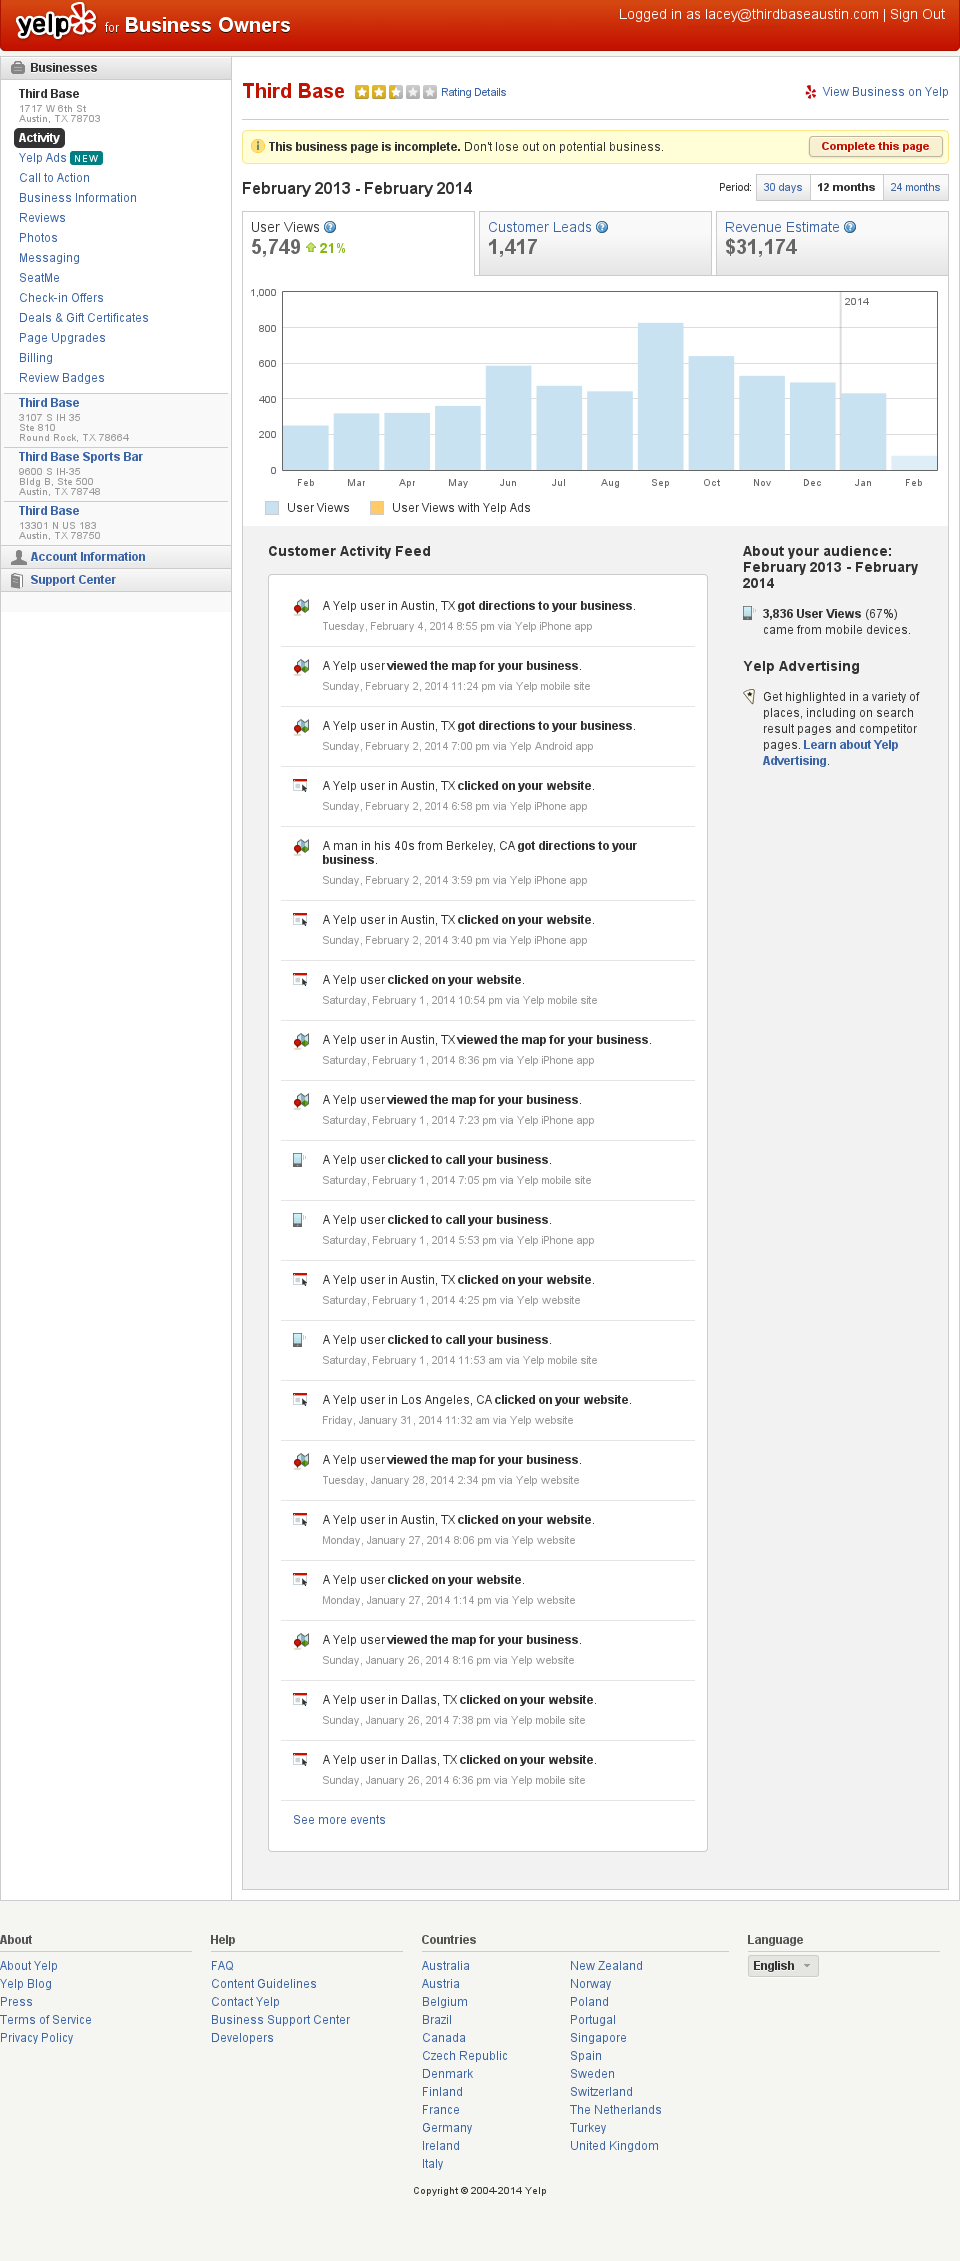 yelp for Business Owners
Logged in as lacey@thirdbaseaustin.com | Sign Out
Businesses
Third Base
1717 W 6th St
Austin, TX 78703
Activity
Yelp Ads NEW
Call to Action
Business Information
Reviews
Photos
Messaging
SeatMe
Check-in Offers
Deals & Gift Certificates
Page Upgrades
Billing
Review Badges
Third Base
3107 S IH 35
Ste 810
Round Rock, TX 78664
Third Base Sports Bar
9600 S IH-35
Bldg B, Ste 500
Austin, TX 78748
Third Base
13301 N US 183
Austin, TX 78750
Account Information
Support Center
Third Base Rating Details
View Business on Yelp
This business page is incomplete. Don't lose out on potential business.
Complete this page
February 2013 - February 2014
Period: 30 days 12 months 24 months
User Views ?
5,749 21%
Customer Leads ?
1,417
Revenue Estimate ?
$31,174
1,000
800
600
400
200
0
2014
Feb Mar Apr May Jun Jul Aug Sep Oct Nov Dec Jan Feb
User Views User Views with Yelp Ads
Customer Activity Feed
A Yelp user in Austin, TX got directions to your business.
Tuesday, February 4, 2014 8:55 pm via Yelp iPhone app
A Yelp user viewed the map for your business.
Sunday, February 2, 2014 11:24 pm via Yelp mobile site
A Yelp user in Austin, TX got directions to your business.
Sunday, February 2, 2014 7:00 pm via Yelp Android app
A Yelp user in Austin, TX clicked on your website.
Sunday, February 2, 2014 6:58 pm via Yelp iPhone app
A man in his 40s from Berkeley, CA got directions to your
business.
Sunday, February 2, 2014 3:59 pm via Yelp iPhone app
A Yelp user in Austin, TX clicked on your website.
Sunday, February 2, 2014 3:40 pm via Yelp iPhone app
A Yelp user clicked on your website.
Saturday, February 1, 2014 10:54 pm via Yelp mobile site
A Yelp user in Austin, TX viewed the map for your business.
Saturday, February 1, 2014 8:36 pm via Yelp iPhone app
A Yelp user viewed the map for your business.
Saturday, February 1, 2014 7:23 pm via Yelp iPhone app
A Yelp user clicked to call your business.
Saturday, February 1, 2014 7:05 pm via Yelp mobile site
A Yelp user clicked to call your business.
Saturday, February 1, 2014 5:53 pm via Yelp iPhone app
A Yelp user in Austin, TX clicked on your website.
Saturday, February 1, 2014 4:25 pm via Yelp website
A Yelp user clicked to call your business.
Saturday, February 1, 2014 11:53 am via Yelp mobile site
A Yelp user in Los Angeles, CA clicked on your website.
Friday, January 31, 2014 11:32 am via Yelp website
A Yelp user viewed the map for your business.
Tuesday, January 28, 2014 2:34 pm via Yelp website
A Yelp user in Austin, TX clicked on your website.
Monday, January 27, 2014 8:06 pm via Yelp website
A Yelp user clicked on your website.
Monday, January 27, 2014 1:14 pm via Yelp website
A Yelp user viewed the map for your business.
Sunday, January 26, 2014 8:16 pm via Yelp website
A Yelp user in Dallas, TX clicked on your website.
Sunday, January 26, 2014 7:38 pm via Yelp mobile site
A Yelp user in Dallas, TX clicked on your website.
Sunday, January 26, 2014 6:36 pm via Yelp mobile site
See more events
About your audience:
February 2013 - February
2014
3,836 User Views (67%)
came from mobile devices.
Yelp Advertising
Get highlighted in a variety of
places, including on search
result pages and competitor
pages. Learn about Yelp
Advertising.
About
About Yelp
Yelp Blog
Press
Terms of Service
Privacy Policy
Help
FAQ
Content Guidelines
Contact Yelp
Business Support Center
Developers
Countries
Australia
Austria
Belgium
Brazil
Canada
Czech Republic
Denmark
Finland
France
Germany
Ireland
Italy
New Zealand
Norway
Poland
Portugal
Singapore
Spain
Sweden
Switzerland
The Netherlands
Turkey
United Kingdom
Language
English
Copyright © 2004-2014 Yelp